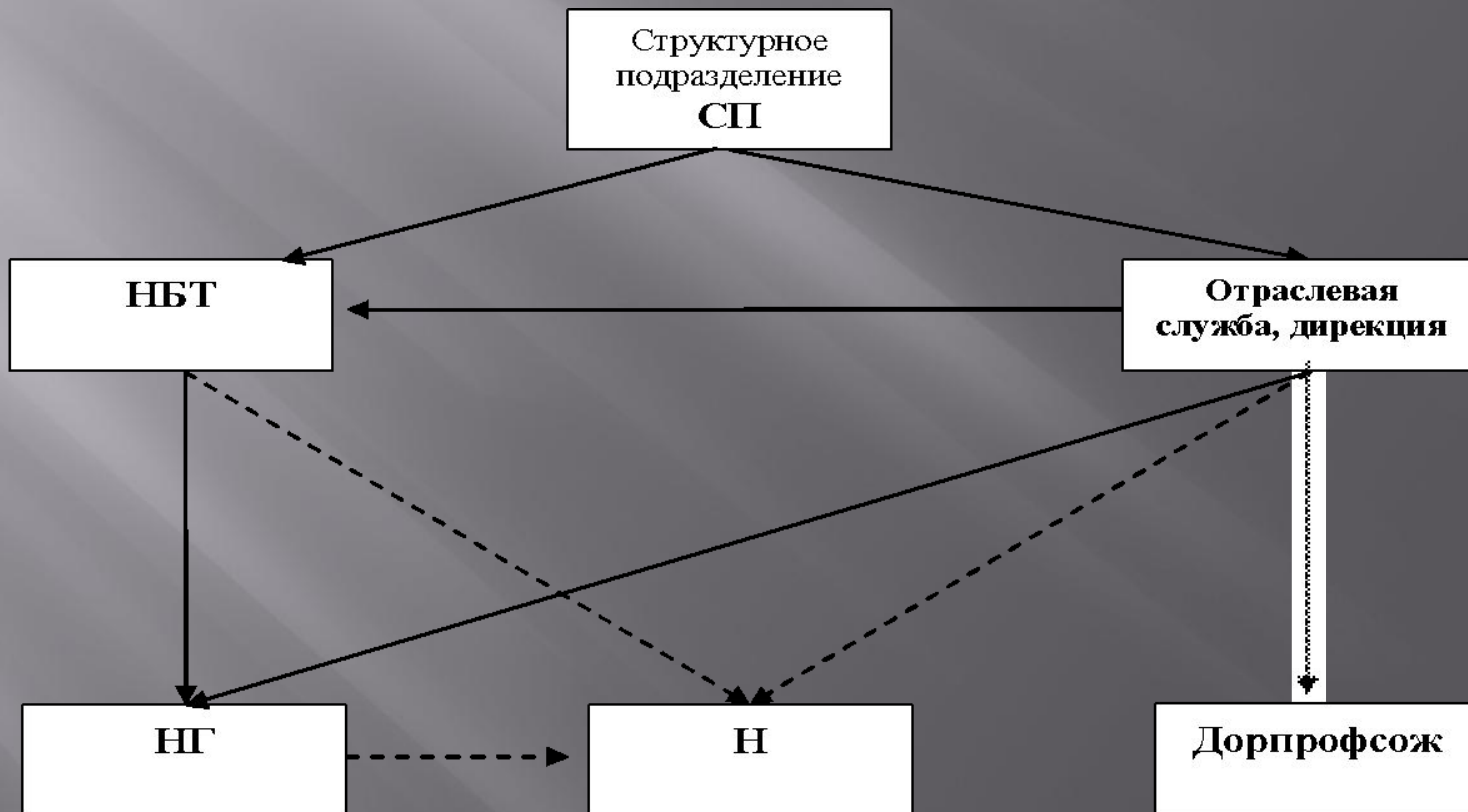 Структурное
подразделение
СП
НБТ
Отраслевая
служба, дирекция
НГ
Н
Дорпрофсож